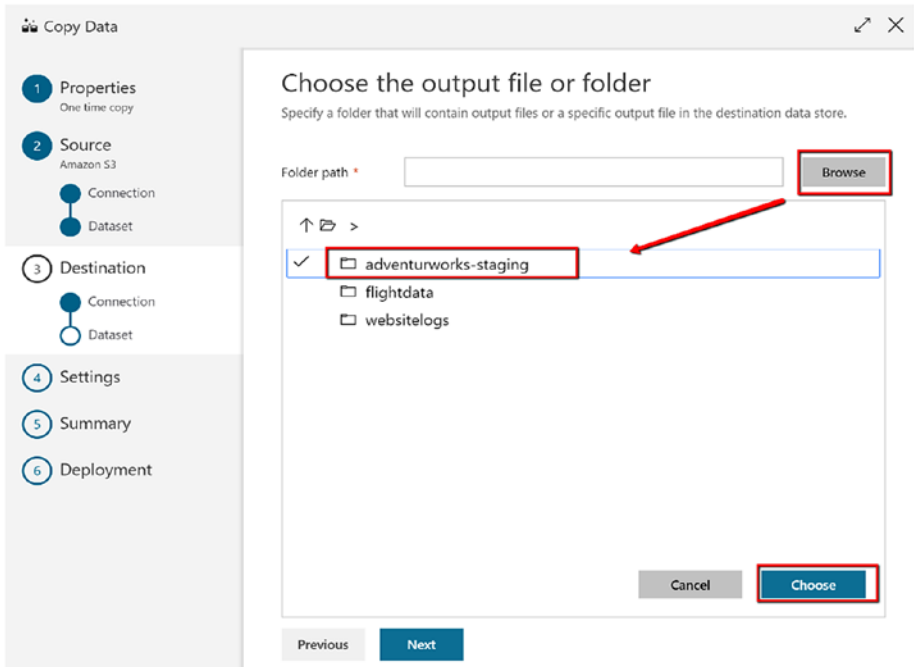 Copy Data
1 Properties
One time copy
2 Source
Amazon S3
Connection
Dataset
3 Destination
Connection
Dataset
4 Settings
5 Summary
6 Deployment
Choose the output file or folder
Specify a folder that will contain output files or a specific output file in the destination data store.
Folder path *
Browse
>
adventurworks-staging
flightdata
websitelogs
Cancel
Choose
Previous
Next